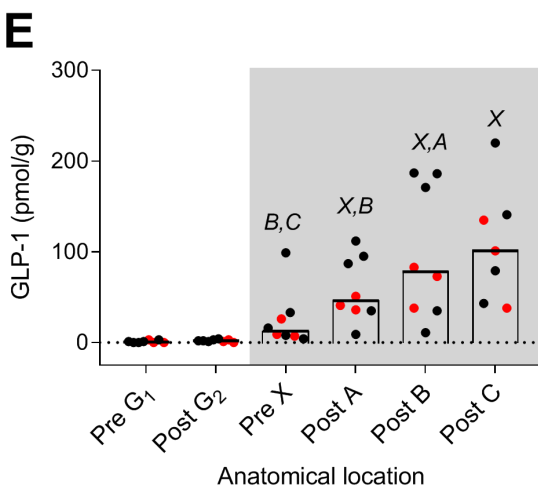 E
300
200
100
0
GLP-1 (pmol/g)
B,C
X,B
X,A
X
Pre G₁
Post G₂
Pre X
Post A
Post B
Post C
Anatomical location